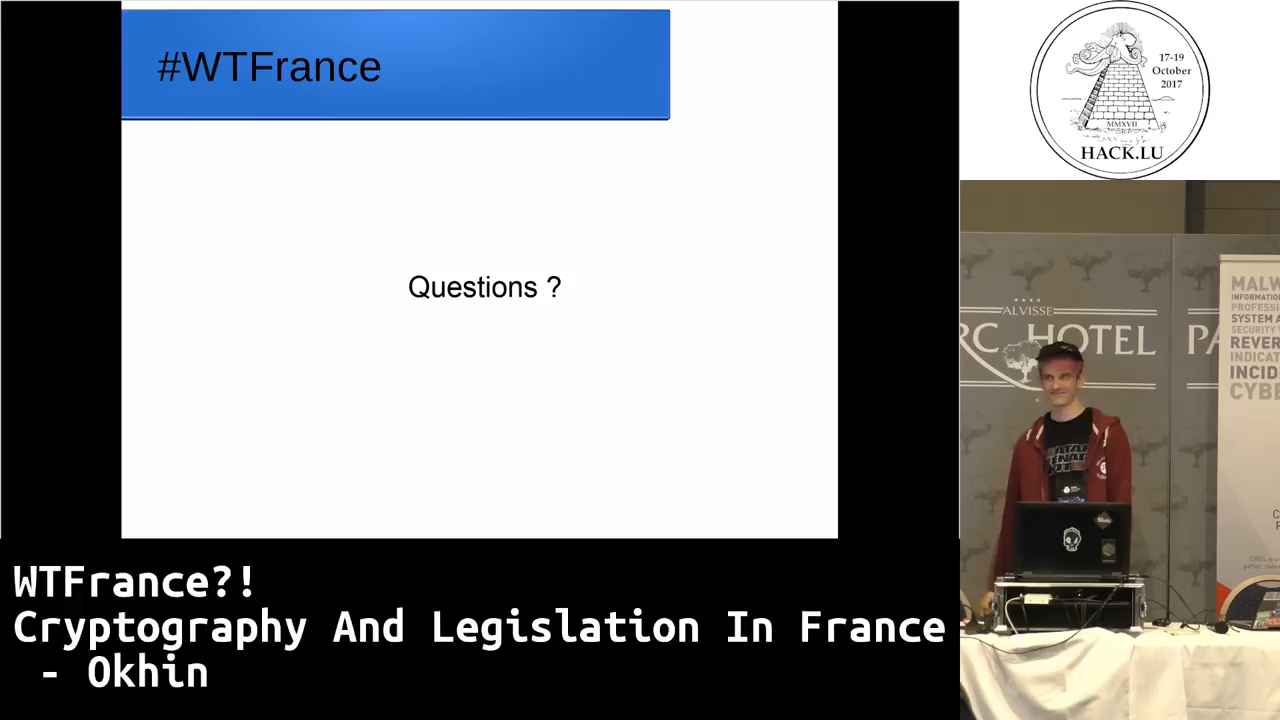 #WTFrance
Questions ?
17-19
October
2017
MMXVII
HACK.LU
ALVISSE
RC HOTEL
PA
MALW
INFORMATION
PROFESSI
SYSTEM A
SECURITY
REVER
INDICAT
INCID
CYBE
WTFrance?!
Cryptography And Legislation In France
- Okhin